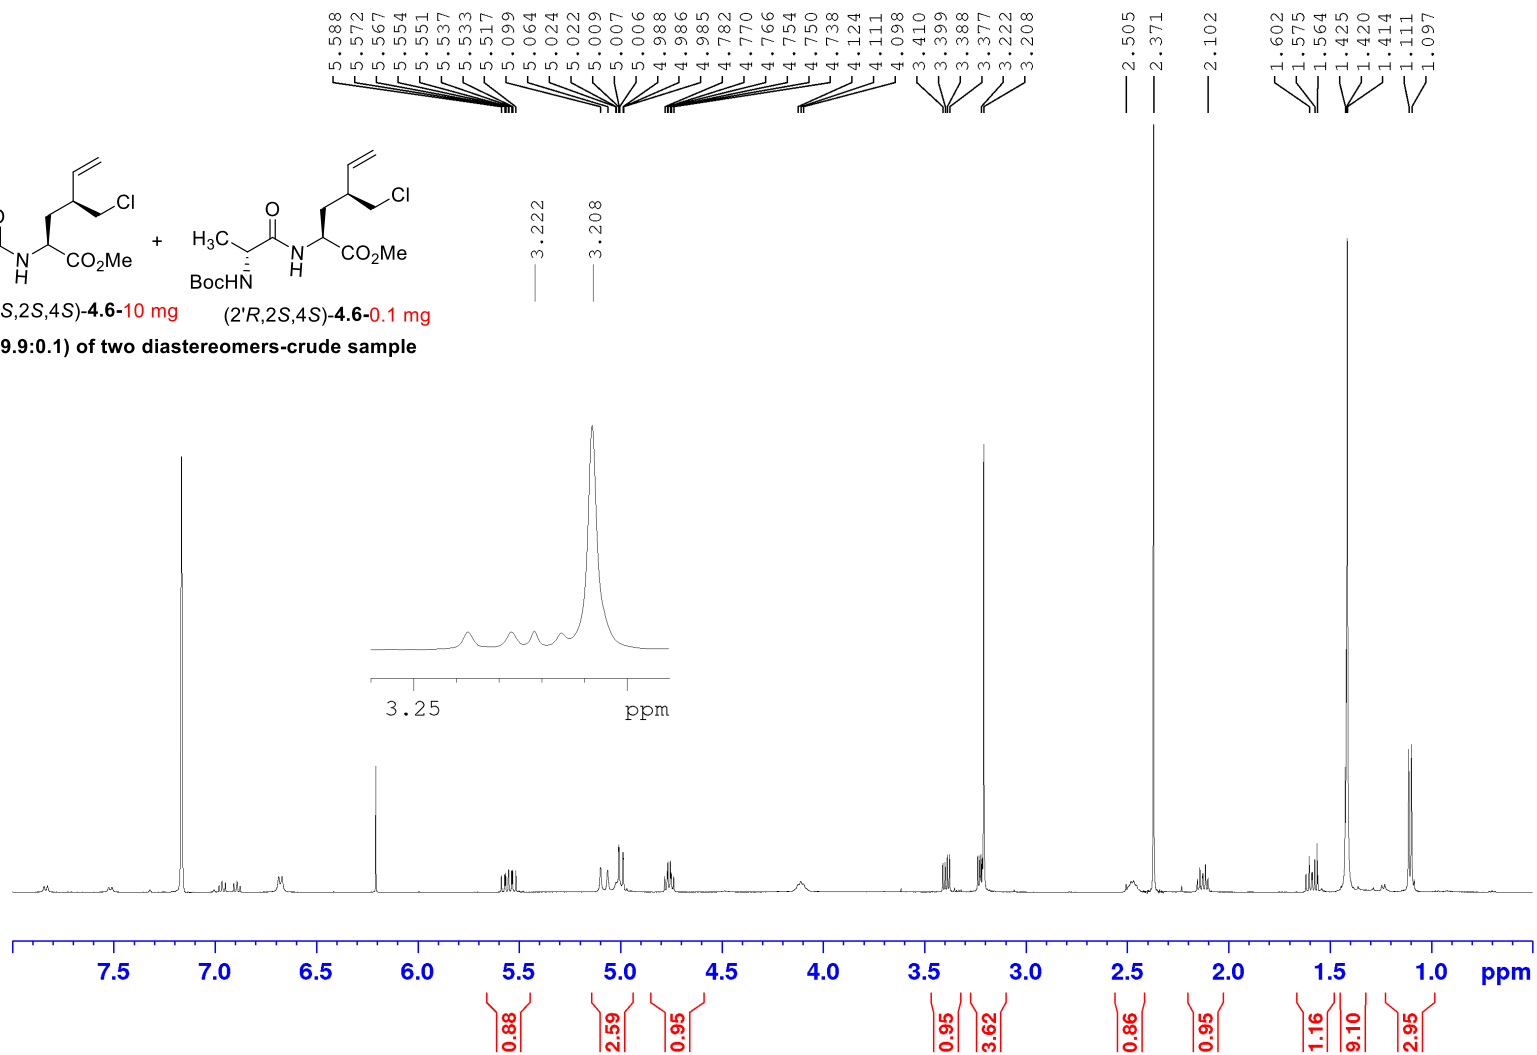 5.588
5.572
5.567
5.554
5.551
5.537
5.533
5.517
5.099
5.064
5.024
5.022
5.009
5.007
5.006
4.988
4.986
4.985
4.782
4.770
4.766
4.754
4.750
4.738
4.124
4.111
4.098
3.410
3.399
3.388
3.377
3.222
3.208
2.505
2.371
2.102
1.602
1.575
1.564
1.425
1.420
1.414
1.111
1.097
Cl
N
H
CO₂Me
+
O
H₃C
N
H
BocHN
Cl
CO₂Me
S,2S,4S)-4.6-10 mg
(2'R,2S,4S)-4.6-0.1 mg
9.9:0.1) of two diastereomers-crude sample
3.222
3.208
3.25 ppm
7.5 7.0 6.5 6.0 5.5 5.0 4.5 4.0 3.5 3.0 2.5 2.0 1.5 1.0 ppm
0.88 2.59 0.95 0.95 3.62 0.86 0.95 1.16 9.10 2.95